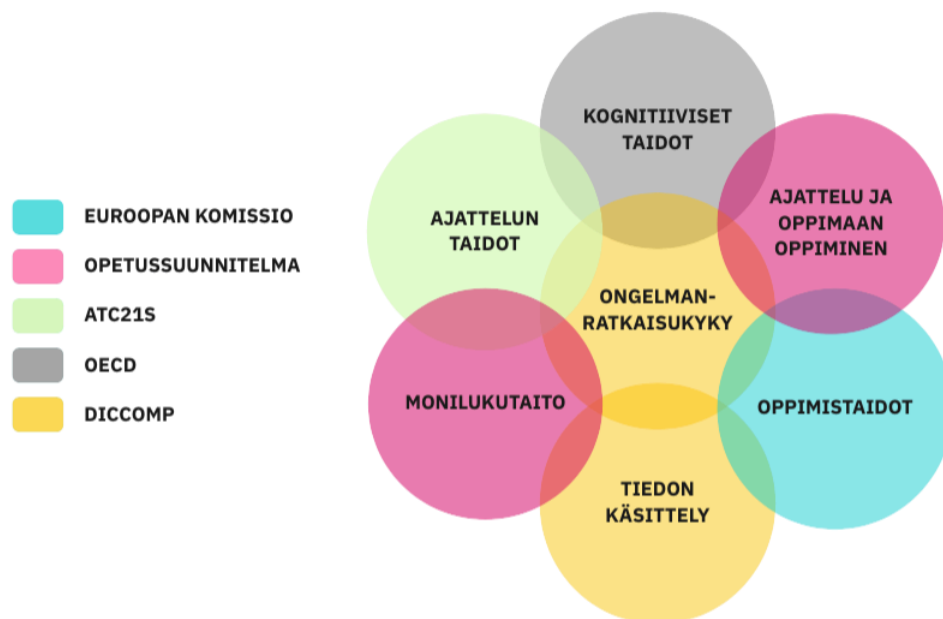 EUROOPAN KOMISSIO
OPETUSSUUNNITELMA
ATC21S
OECD
DICCOMP
KOGNITIIVISET
TAIDOT
AJATTELUN
TAIDOT
AJATTELU JA
OPPIMAAN
OPPIMINEN
ONGELMAN-
RATKAISUKYKY
MONILUKUTAITO
OPPIMISTAIDOT
TIEDON
KÄSITTELY